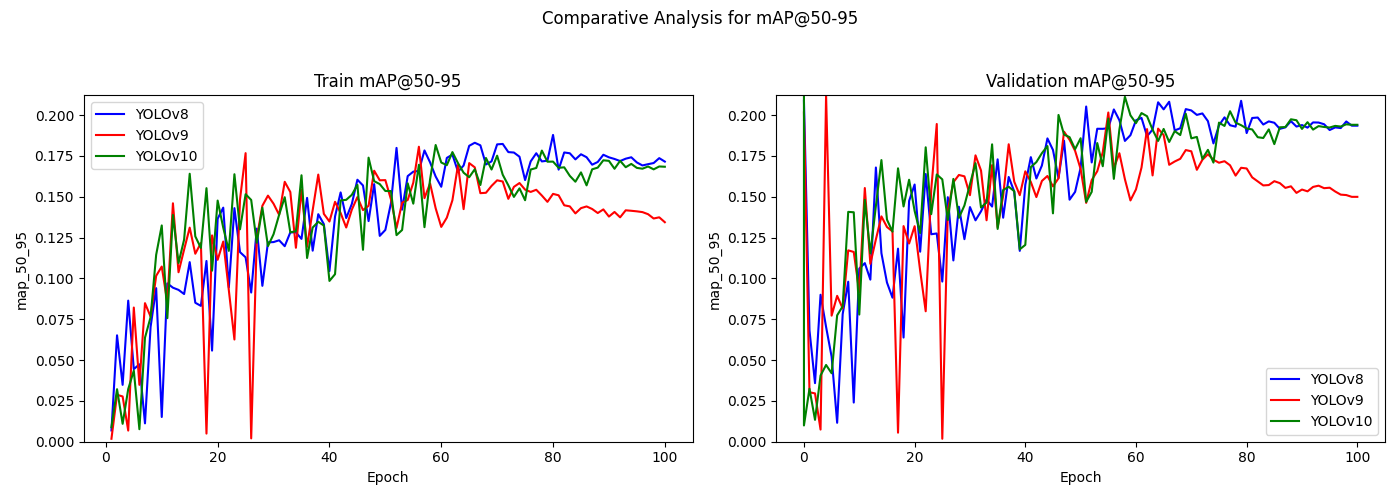 Comparative Analysis for mAP@50-95
Train mAP@50-95
map_50_95
0.200
0.175
0.150
0.125
0.100
0.075
0.050
0.025
0.000
YOLOv8
YOLOv9
YOLOv10
0 20 40 60 80 100
Epoch
Validation mAP@50-95
map_50_95
0.200
0.175
0.150
0.125
0.100
0.075
0.050
0.025
0.000
YOLOv8
YOLOv9
YOLOv10
0 20 40 60 80 100
Epoch